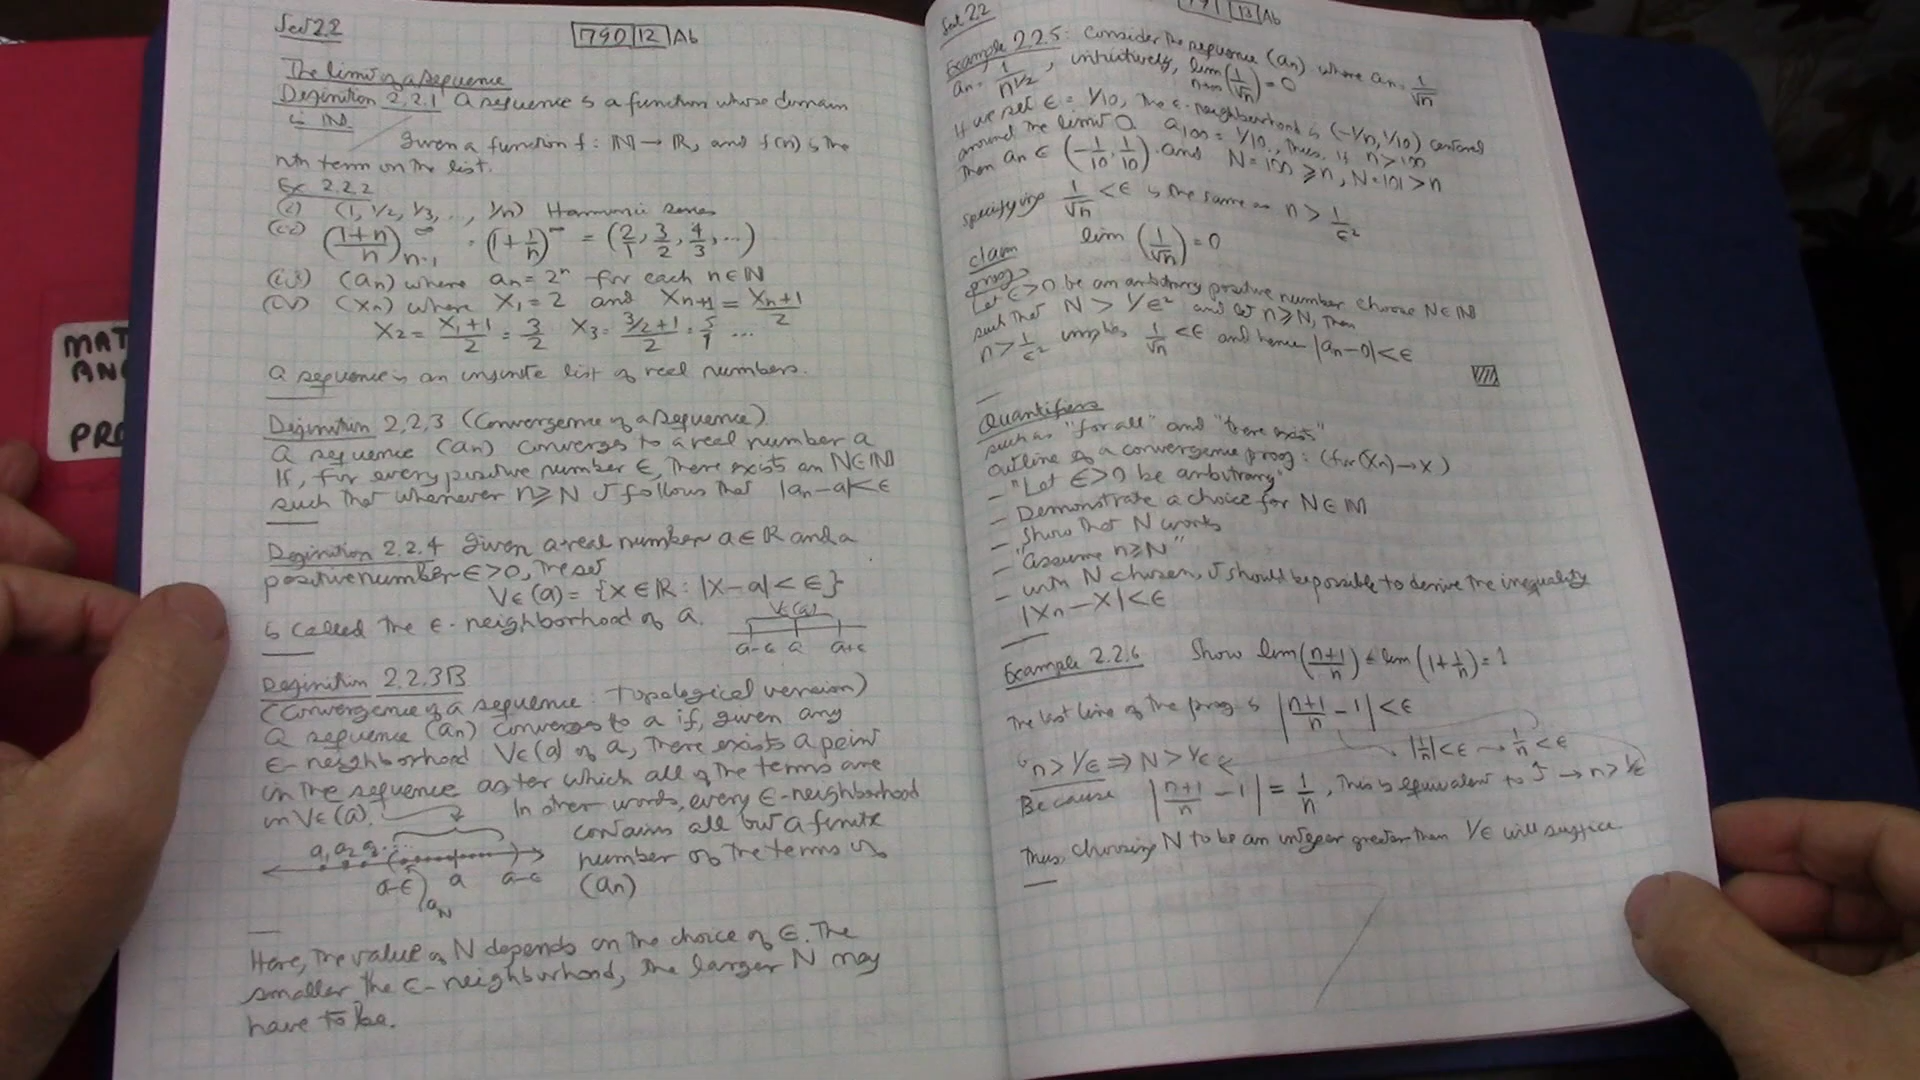 Sec 2.2
790 12 Ab
The limit of a sequence
Definition 2.2.1 A sequence is a function whose domain
is ℕ.
Given a function f: ℕ → ℝ, and f(n) is the
nth term on the list.
Ex 2.2.2
(i) (1, 1/2, 1/3, ..., 1/n) Harmonic series
(ii) ((1+n)/n)_{n=1}^∞ = (1+1/n)^- = (2/1, 3/2, 4/3, ...)
(iii) (an) where an = 2^n for each n∈ℕ
(iv) (Xn) where X1=2 and Xn+1 = (Xn+1)/2
X2 = (X1+1)/2 = 3/2 X3 = (3/2+1)/2 = 5/4 ...
A sequence is an infinite list of real numbers.
Definition 2.2.3 (Convergence of a Sequence)
A sequence (an) converges to a real number a
If, for every positive number ϵ, there exists an N∈ℕ
such that whenever n≥N it follows that |an-a|<ϵ
Definition 2.2.4 Given a real number a∈ℝ and a
positive number ϵ>0, the set
Vϵ(a) = {x∈ℝ: |x-a|<ϵ}
is called the ϵ-neighborhood of a.
Vϵ(a)
a-ϵ a a+ϵ
Definition 2.2.3B
(Convergence of a sequence: topological version)
A sequence (an) converges to a if, given any
ϵ-neighborhood Vϵ(a) of a, there exists a point
in the sequence after which all of the terms are
in Vϵ(a). In other words, every ϵ-neighborhood
contains all but a finite
number of the terms of
(an)
a1 a2 a3...
a-ϵ a a-ϵ
aN
Here, the value of N depends on the choice of ϵ. The
smaller the ϵ-neighborhood, the larger N may
have to be.
Sec 2.2
791 13 Ab
Example 2.2.5: Consider the sequence (an) where an = 1/√n
an = 1/n^1/2, intuitively, lim n→∞ (1/√n) = 0
If we set ϵ = 1/10, the ϵ-neighborhood is (-1/n, 1/10) centered
around the limit 0. a100 = 1/10, thus, if n>100
then an ∈ (-1/10, 1/10) and N=100 ≥ n, N=101 > n
specifying 1/√n < ϵ is the same as n > 1/ϵ²
claim lim (1/√n) = 0
proof
Let ϵ>0 be an arbitrary positive number choose N∈ℕ
such that N > 1/ϵ² and let n≥N, then
n > 1/ϵ² implies 1/√n < ϵ and hence |an-0|<ϵ
Quantifiers
such as "for all" and "there exists"
outline of a convergence proof: (for (Xn)→X)
- "Let ϵ>0 be arbitrary"
- Demonstrate a choice for N∈ℕ
- Show that N works
- "Assume n≥N"
- with N chosen, it should be possible to derive the inequality
|Xn-X|<ϵ
Example 2.2.6 Show lim((n+1)/n) = lim(1+1/n) = 1
The last line of the proof is |(n+1)/n - 1| < ϵ
|1/n|<ϵ → 1/n<ϵ
n>1/ϵ ⇒ N>1/ϵ
Because |(n+1)/n - 1| = 1/n, This is equivalent to → n>1/ϵ
Thus, choosing N to be an integer greater than 1/ϵ will suffice.
MAT
AN
PR